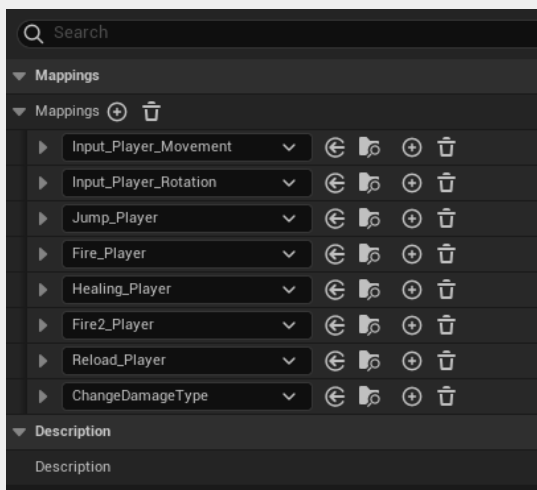 Search
Mappings
Mappings
Input_Player_Movement
Input_Player_Rotation
Jump_Player
Fire_Player
Healing_Player
Fire2_Player
Reload_Player
ChangeDamageType
Description
Description